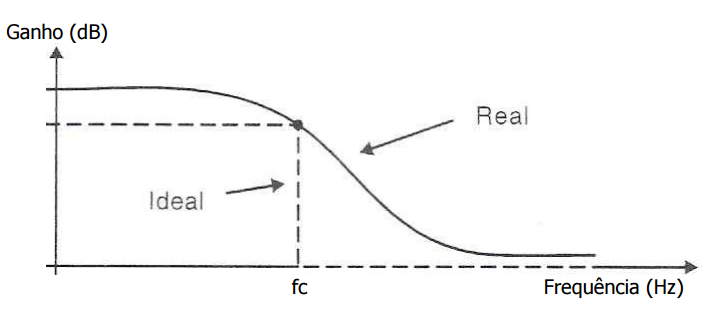 Ganho (dB)
Real
Ideal
fc
Frequência (Hz)